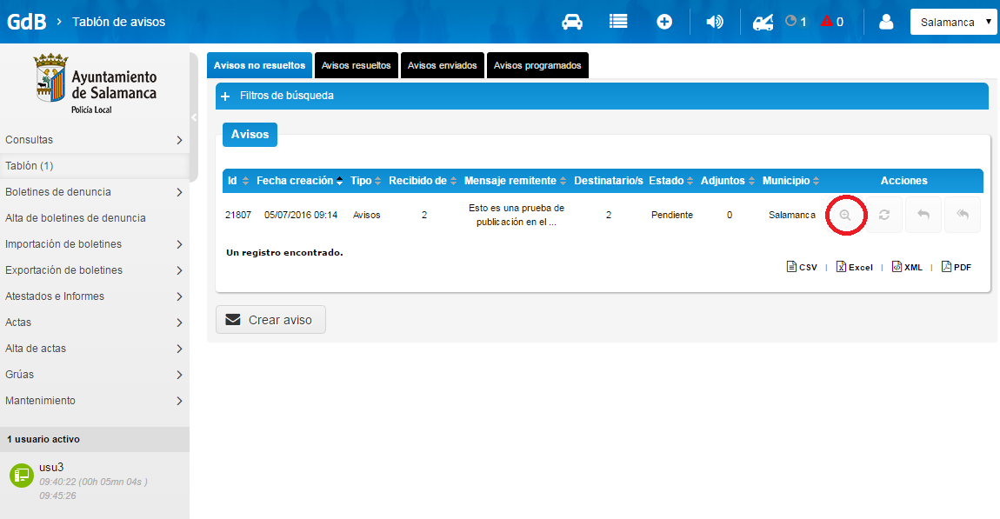 GdB > Tablón de avisos
1
0
Salamanca
Ayuntamiento
de Salamanca
Policía Local
Consultas
Tablón (1)
Boletines de denuncia
Alta de boletines de denuncia
Importación de boletines
Exportación de boletines
Atestados e Informes
Actas
Alta de actas
Grúas
Mantenimiento
1 usuario activo
usu3
09:40:22 (00h 05mn 04s )
09:45:26
Avisos no resueltos Avisos resueltos Avisos enviados Avisos programados
+ Filtros de búsqueda
Avisos
Id Fecha creación Tipo Recibido de Mensaje remitente Destinatario/s Estado Adjuntos Municipio Acciones
21807 05/07/2016 09:14 Avisos 2 Esto es una prueba de publicación en el ... 2 Pendiente 0 Salamanca
Un registro encontrado.
CSV | Excel | XML | PDF
Crear aviso